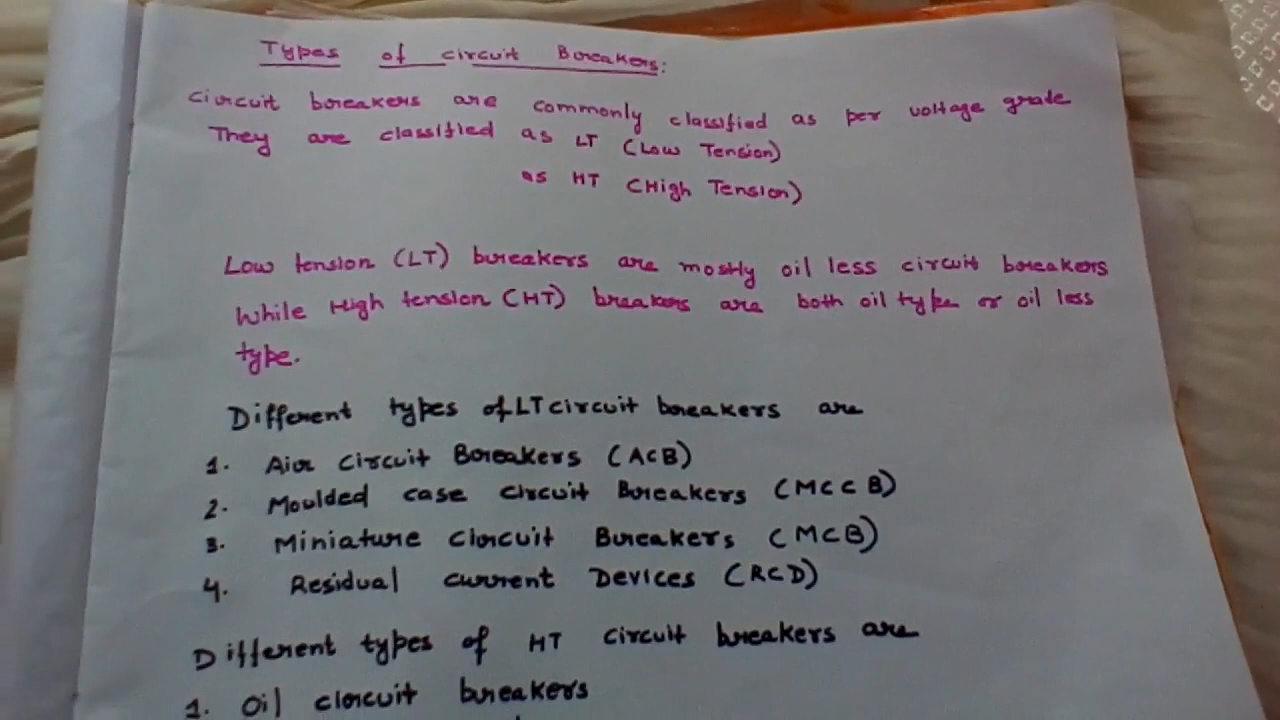 Types of circuit Breakers:
Circuit breakers are commonly classified as per voltage grade
They are classified as LT (Low Tension)
as HT (High Tension)
Low tension (LT) breakers are mostly oil less circuit breakers
While High tension (HT) breakers are both oil type or oil less
type.
Different types of LT circuit breakers are
1. Air Circuit Breakers (ACB)
2. Moulded case circuit Breakers (MCCB)
3. Miniature Circuit Breakers (MCB)
4. Residual current Devices (RCD)
Different types of HT circuit breakers are
1. Oil circuit breakers